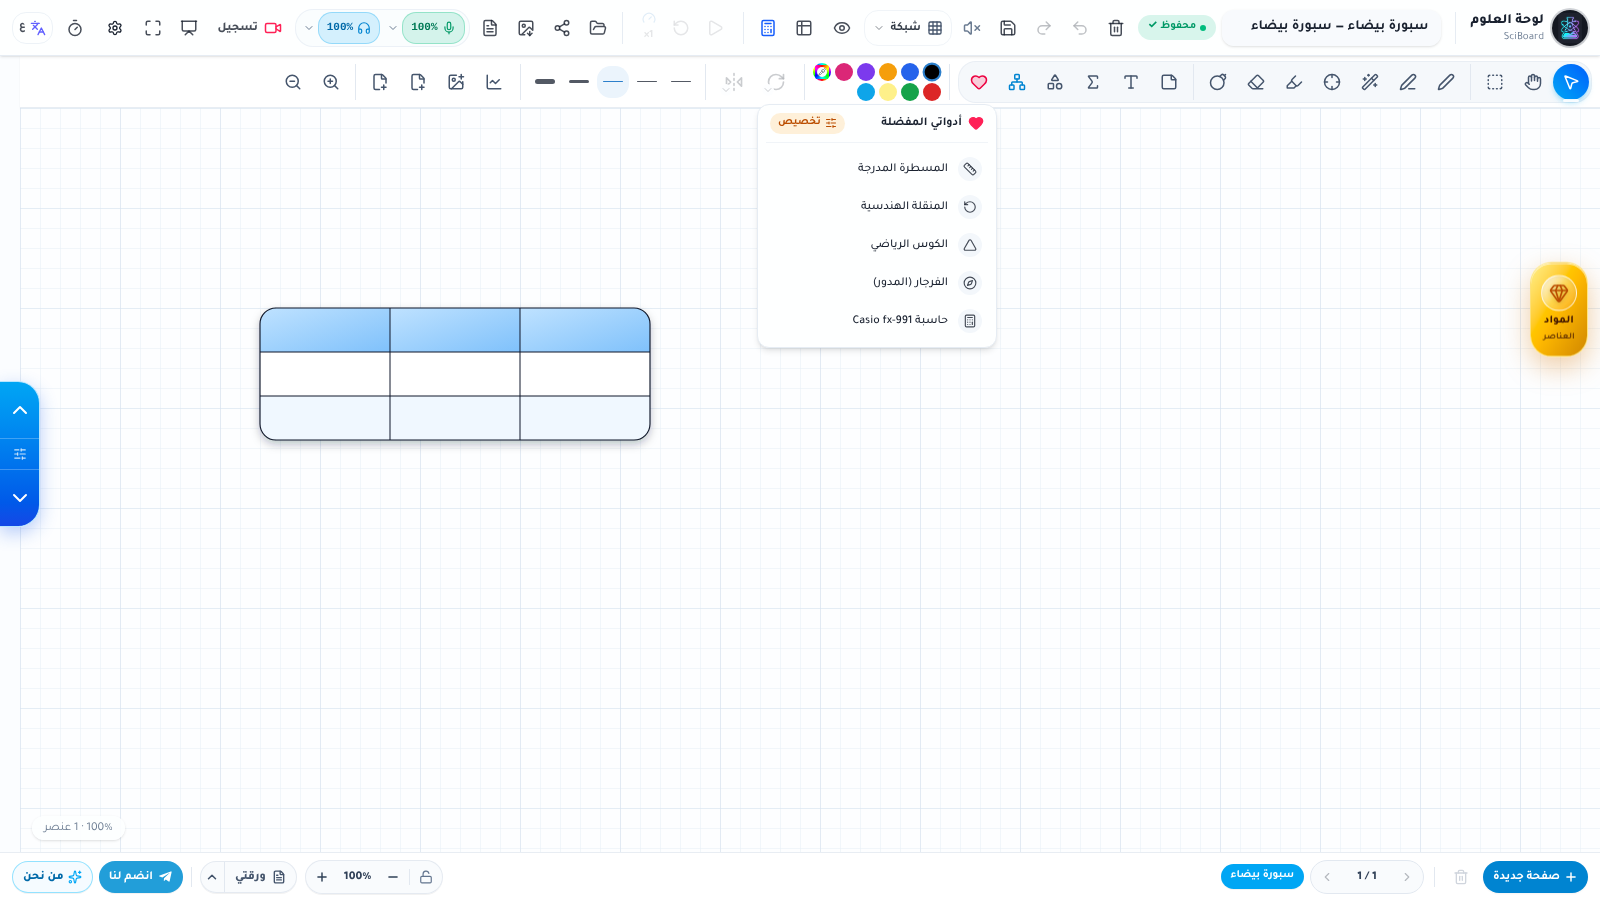 لوحة العلوم
SciBoard
سبورة بيضاء – سبورة بيضاء
محفوظ ✓
شبكة
x1
100%
100%
تسجيل
ع
أدواتي المفضلة
تخصيص
المسطرة المدرجة
المنقلة الهندسية
الكوس الرياضي
الفرجار (المدور)
حاسبة Casio fx-991
المواد
العناصر
100% · 1 عنصر
صفحة جديدة
1 / 1
سبورة بيضاء
100%
ورقتي
انضم لنا
من نحن